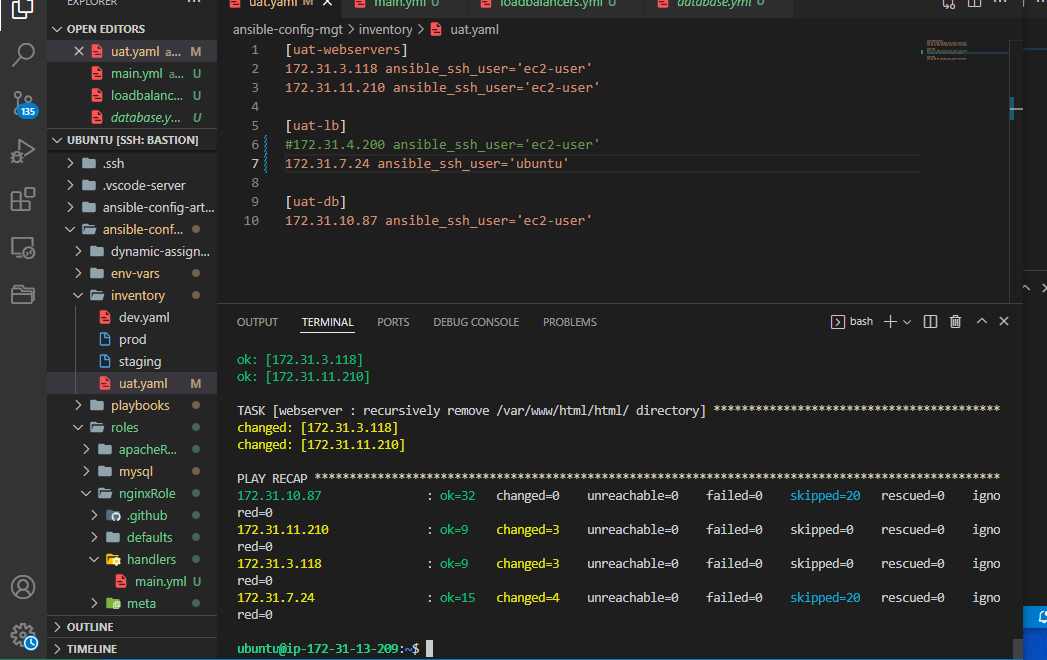 EXPLORER
OPEN EDITORS
uat.yaml a... M
main.yml a... U
loadbalanc... U
database.y... U
UBUNTU [SSH: BASTION]
.ssh
.vscode-server
ansible-config-art...
ansible-conf...
dynamic-assign...
env-vars
inventory
dev.yaml
prod
staging
uat.yaml M
playbooks
roles
apacheR...
mysql
nginxRole
.github
defaults
handlers
main.yml U
meta
OUTLINE
TIMELINE
135
uat.yaml M main.yml U loadbalancers.yml U database.yml U
ansible-config-mgt > inventory > uat.yaml
1 [uat-webservers]
2 172.31.3.118 ansible_ssh_user='ec2-user'
3 172.31.11.210 ansible_ssh_user='ec2-user'
4
5 [uat-lb]
6 #172.31.4.200 ansible_ssh_user='ec2-user'
7 172.31.7.24 ansible_ssh_user='ubuntu'
8
9 [uat-db]
10 172.31.10.87 ansible_ssh_user='ec2-user'
OUTPUT TERMINAL PORTS DEBUG CONSOLE PROBLEMS bash
ok: [172.31.3.118]
ok: [172.31.11.210]
TASK [webserver : recursively remove /var/www/html/html/ directory] *****************************************
changed: [172.31.3.118]
changed: [172.31.11.210]
PLAY RECAP **************************************************************************************************
172.31.10.87 : ok=32 changed=0 unreachable=0 failed=0 skipped=20 rescued=0 igno
red=0
172.31.11.210 : ok=9 changed=3 unreachable=0 failed=0 skipped=0 rescued=0 igno
red=0
172.31.3.118 : ok=9 changed=3 unreachable=0 failed=0 skipped=0 rescued=0 igno
red=0
172.31.7.24 : ok=15 changed=4 unreachable=0 failed=0 skipped=20 rescued=0 igno
red=0
ubuntu@ip-172-31-13-209:~$